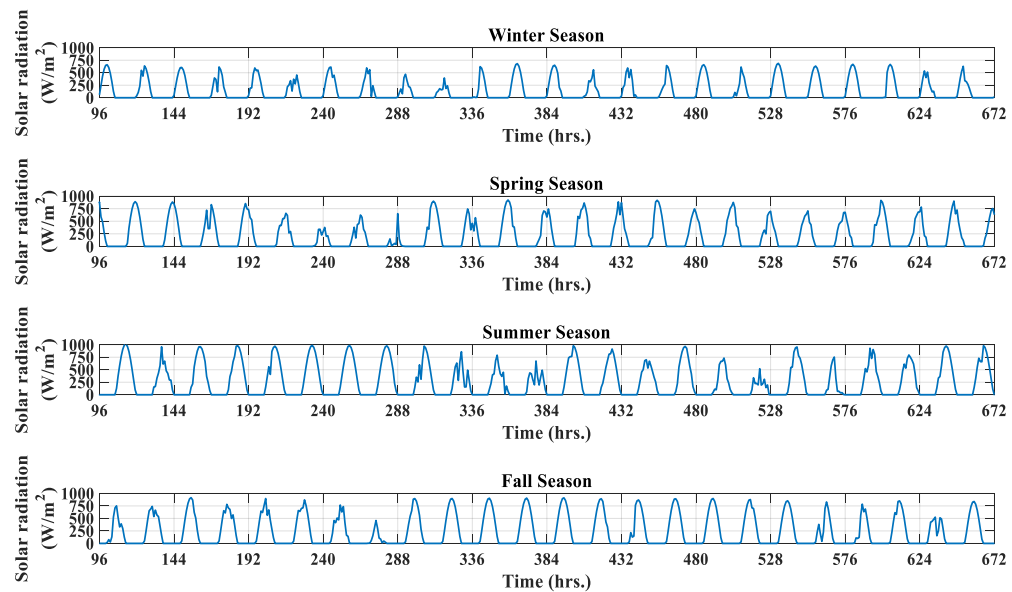 Winter Season
Solar radiation
(W/m²)
1000
750
500
250
0
96 144 192 240 288 336 384 432 480 528 576 624 672
Time (hrs.)
Spring Season
Solar radiation
(W/m²)
1000
750
500
250
0
96 144 192 240 288 336 384 432 480 528 576 624 672
Time (hrs.)
Summer Season
Solar radiation
(W/m²)
1000
750
500
250
0
96 144 192 240 288 336 384 432 480 528 576 624 672
Time (hrs.)
Fall Season
Solar radiation
(W/m²)
1000
750
500
250
0
96 144 192 240 288 336 384 432 480 528 576 624 672
Time (hrs.)